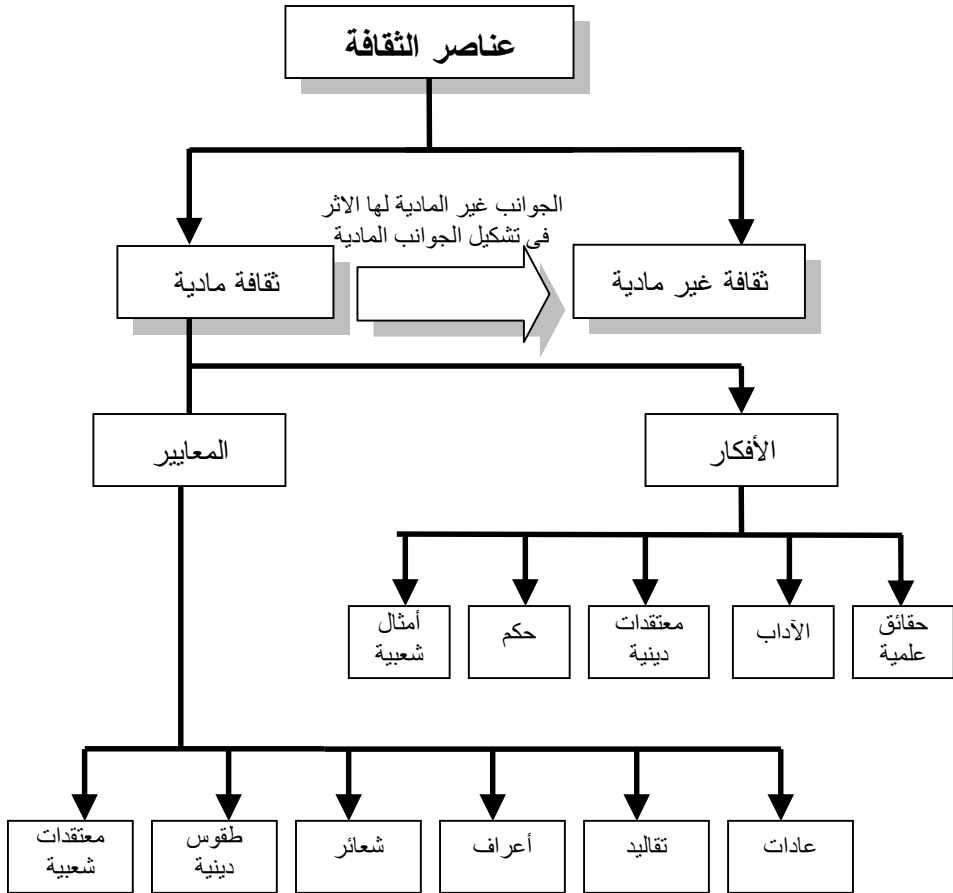 عناصر الثقافة
الجوانب غير المادية لها الاثر
فى تشكيل الجوانب المادية
ثقافة غير مادية
ثقافة مادية
الأفكار
المعايير
حقائق
علمية
الآداب
معتقدات
دينية
حكم
أمثال
شعبية
عادات
تقاليد
أعراف
شعائر
طقوس
دينية
معتقدات
شعبية